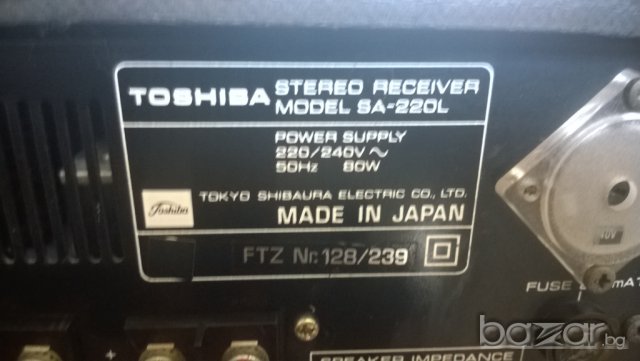 TOSHIBA
STEREO RECEIVER
MODEL SA-220L
POWER SUPPLY
220/240V ~
50Hz 80W
Toshiba
TOKYO SHIBAURA ELECTRIC CO., LTD.
MADE IN JAPAN
FTZ Nr. 128/239
FUSE
mAT
+
SPEAKER IMPEDANCE
bazar.bg